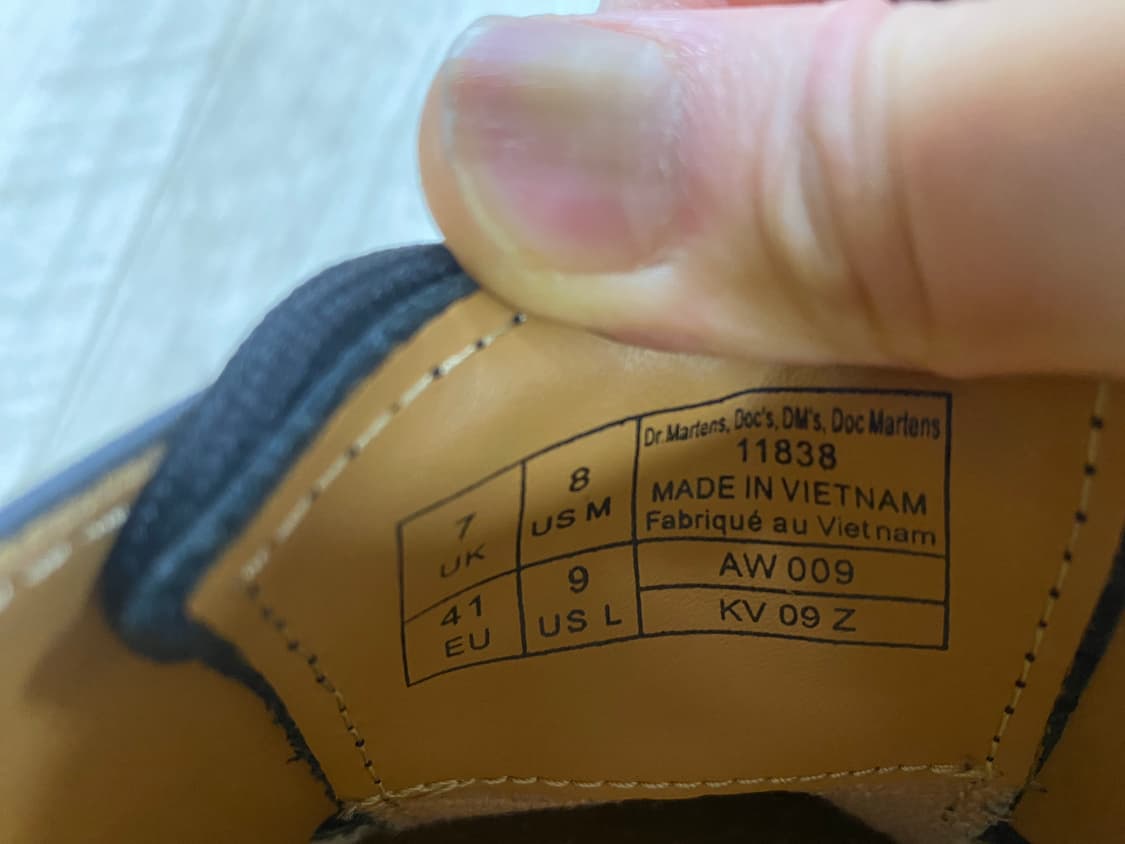 7
UK
8
US M
41
EU
9
US L
Dr.Martens, Doc's, DM's, Doc Martens
11838
MADE IN VIETNAM
Fabriqué au Vietnam
AW 009
KV 09 Z